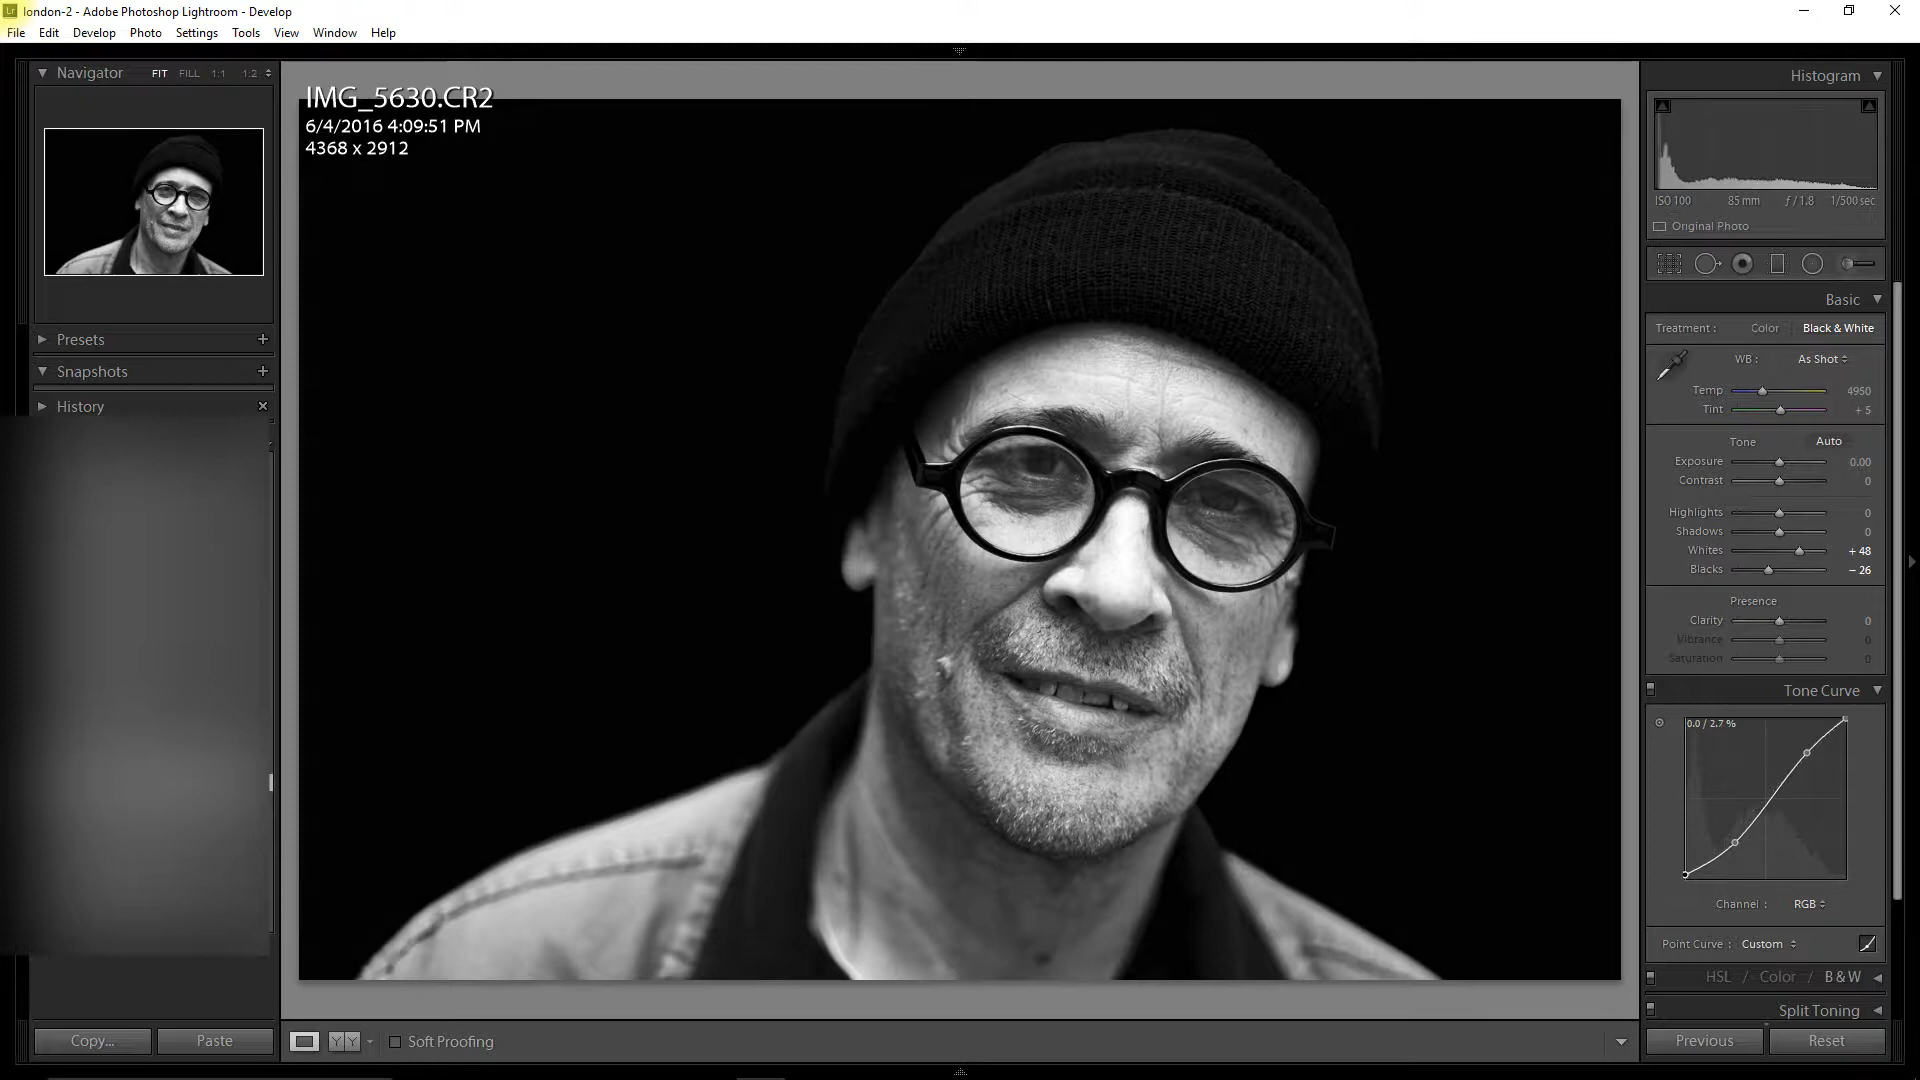 Lr london-2 - Adobe Photoshop Lightroom - Develop
File Edit Develop Photo Settings Tools View Window Help
Navigator FIT FILL 1:1 1:2
Presets
Snapshots
History
IMG_5630.CR2
6/4/2016 4:09:51 PM
4368 x 2912
Copy... Paste
YY Soft Proofing
Histogram
ISO 100 85 mm ƒ / 1.8 1/500 sec
Original Photo
Basic
Treatment : Color Black & White
WB : As Shot
Temp 4950
Tint + 5
Tone Auto
Exposure 0.00
Contrast 0
Highlights 0
Shadows 0
Whites + 48
Blacks − 26
Presence
Clarity 0
Vibrance 0
Saturation 0
Tone Curve
0.0 / 2.7 %
Channel : RGB
Point Curve : Custom
HSL / Color / B & W
Split Toning
Previous Reset